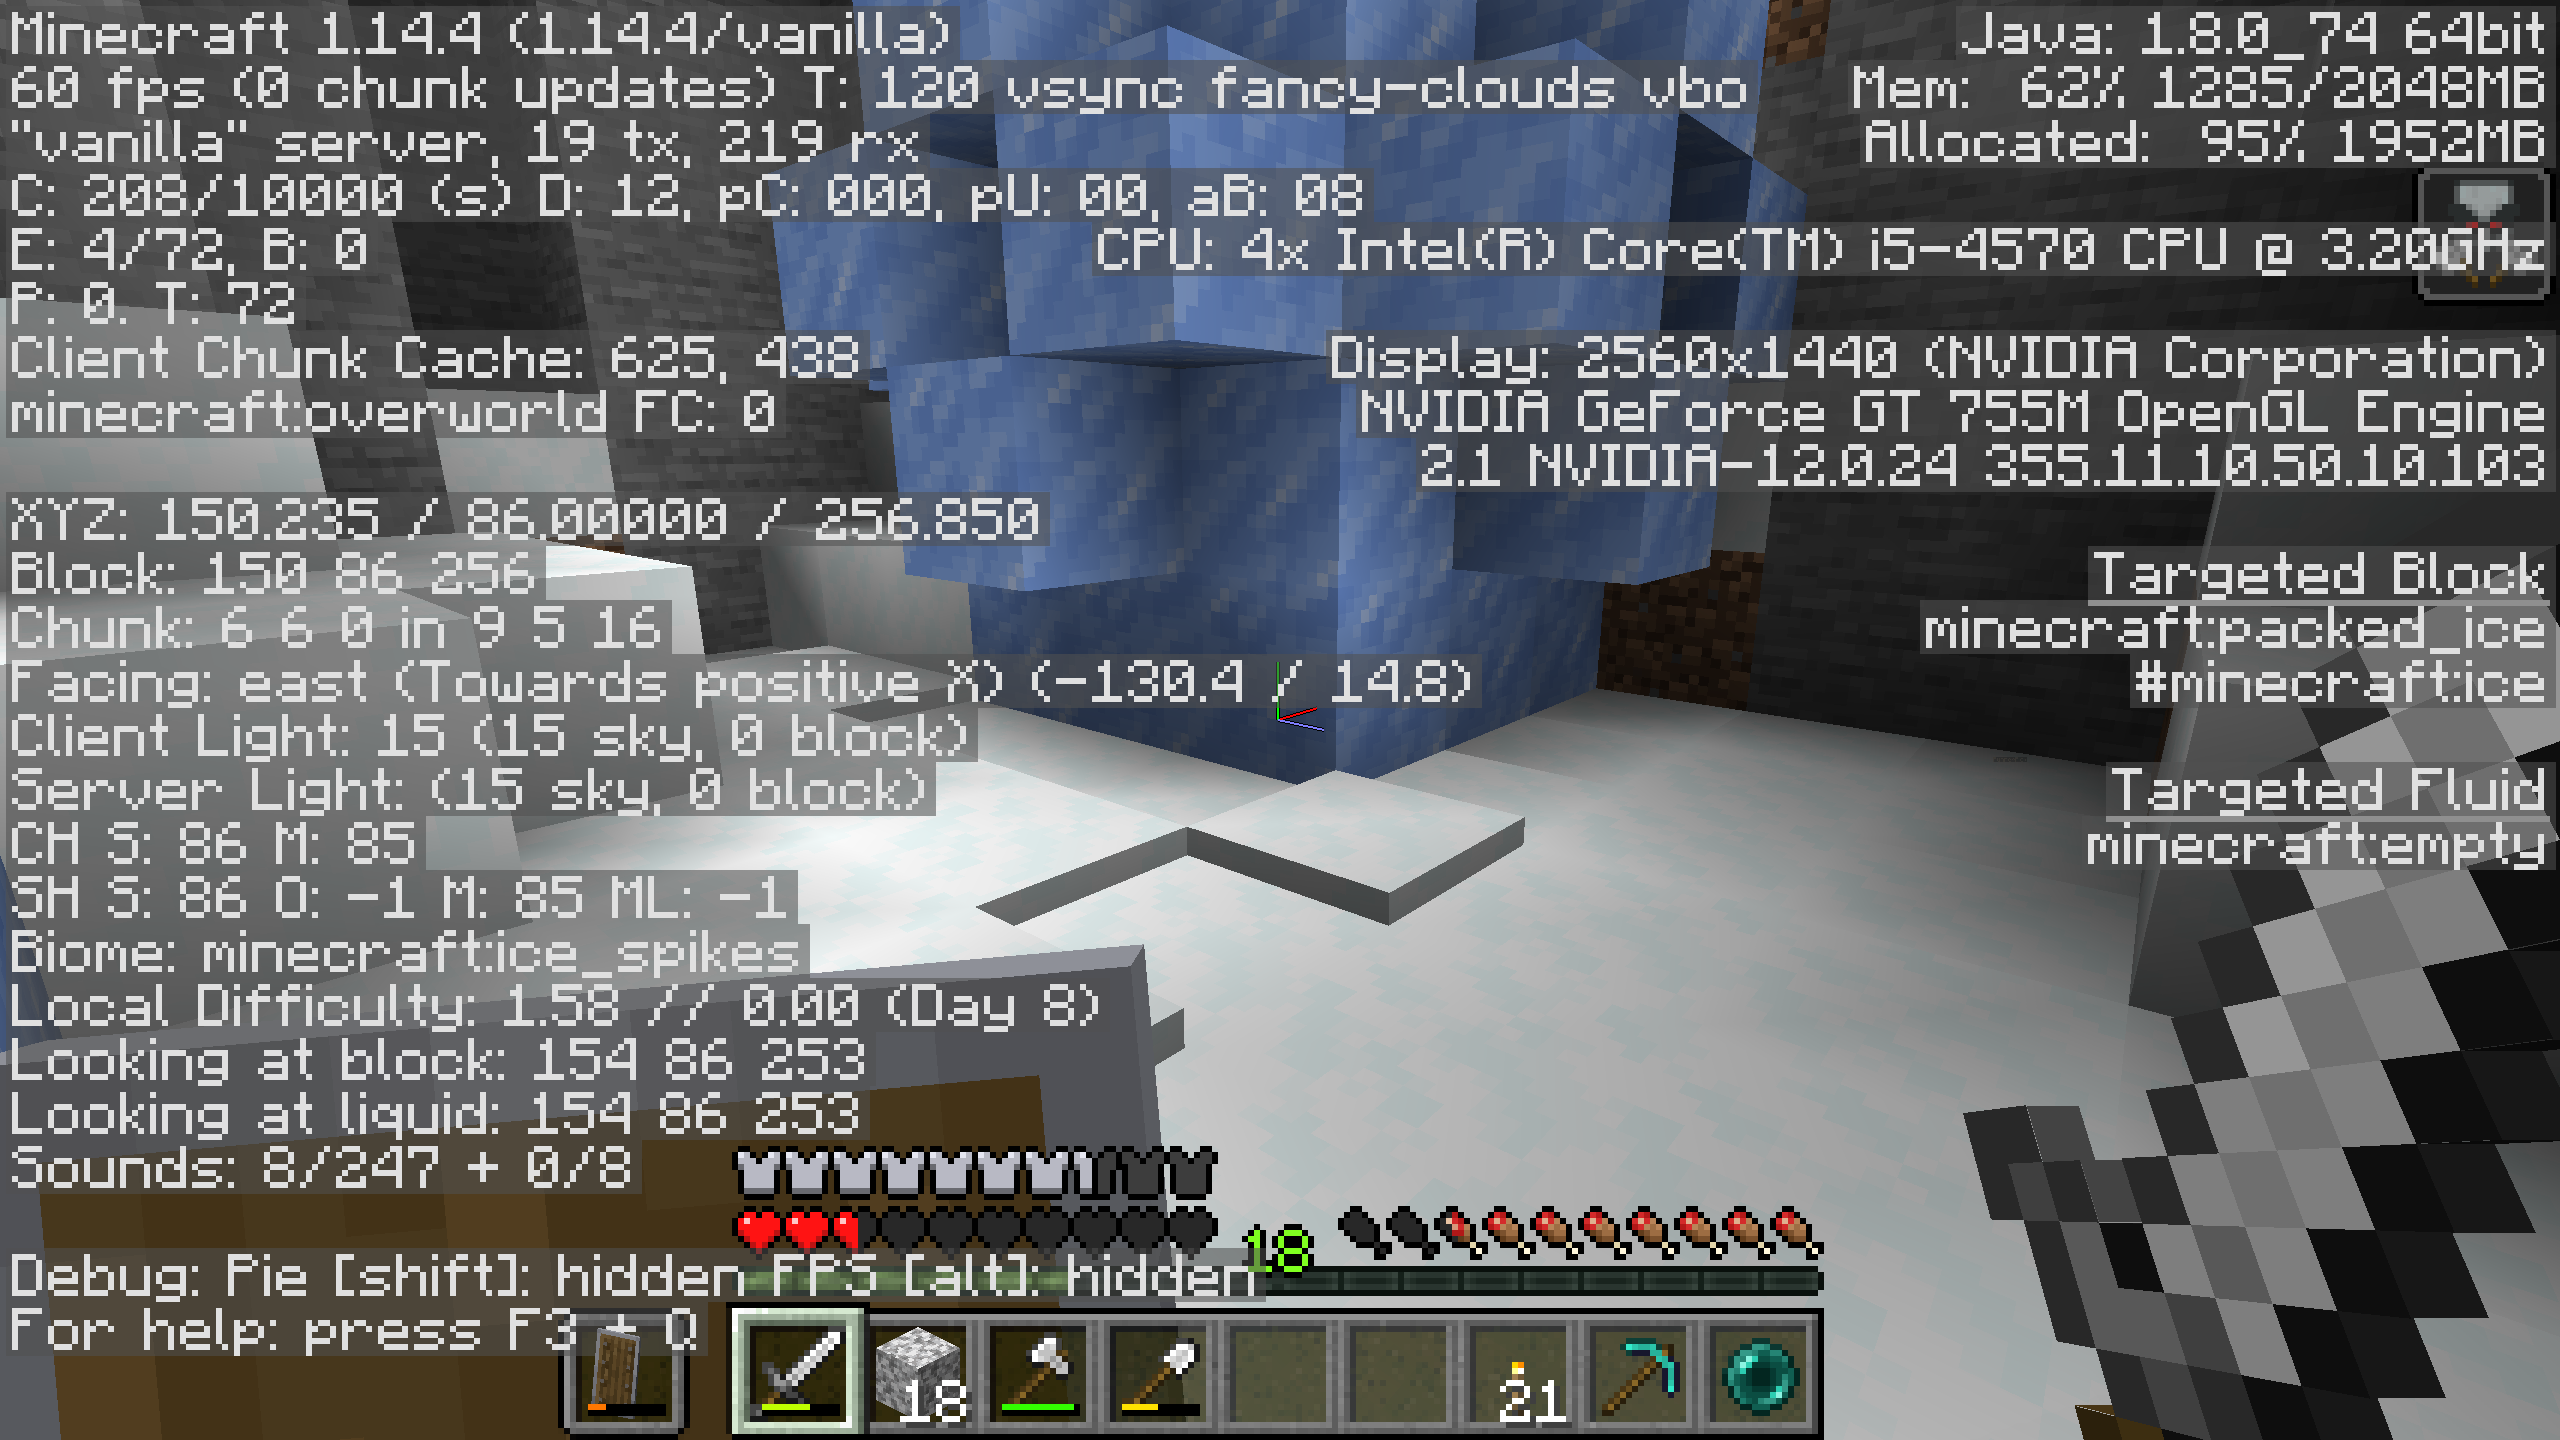 Minecraft 1.14.4 (1.14.4/vanilla)
60 fps (0 chunk updates) T: 120 vsync fancy-clouds vbo
"vanilla" server, 19 tx, 219 rx
C: 208/10000 (s) D: 12, pC: 000, pU: 00, aB: 08
E: 4/72, B: 0
P: 0. T: 72
Client Chunk Cache: 625, 438
minecraft:overworld FC: 0
XYZ: 150.235 / 86.00000 / 256.850
Block: 150 86 256
Chunk: 6 6 0 in 9 5 16
Facing: east (Towards positive X) (-130.4 / 14.8)
Client Light: 15 (15 sky, 0 block)
Server Light: (15 sky, 0 block)
CH S: 86 M: 85
SH S: 86 O: -1 M: 85 ML: -1
Biome: minecraft:ice_spikes
Local Difficulty: 1.58 // 0.00 (Day 8)
Looking at block: 154 86 253
Looking at liquid: 154 86 253
Sounds: 8/247 + 0/8
Debug: Pie [shift]: hidden FPS [alt]: hidden
For help: press F3 + Q
Java: 1.8.0_74 64bit
Mem: 62% 1285/2048MB
Allocated: 95% 1952MB
CPU: 4x Intel(R) Core(TM) i5-4570 CPU @ 3.20GHz
Display: 2560x1440 (NVIDIA Corporation)
NVIDIA GeForce GT 755M OpenGL Engine
2.1 NVIDIA-12.0.24 355.11.10.50.10.103
Targeted Block
minecraft:packed_ice
#minecraft:ice
Targeted Fluid
minecraft:empty
18
18
21